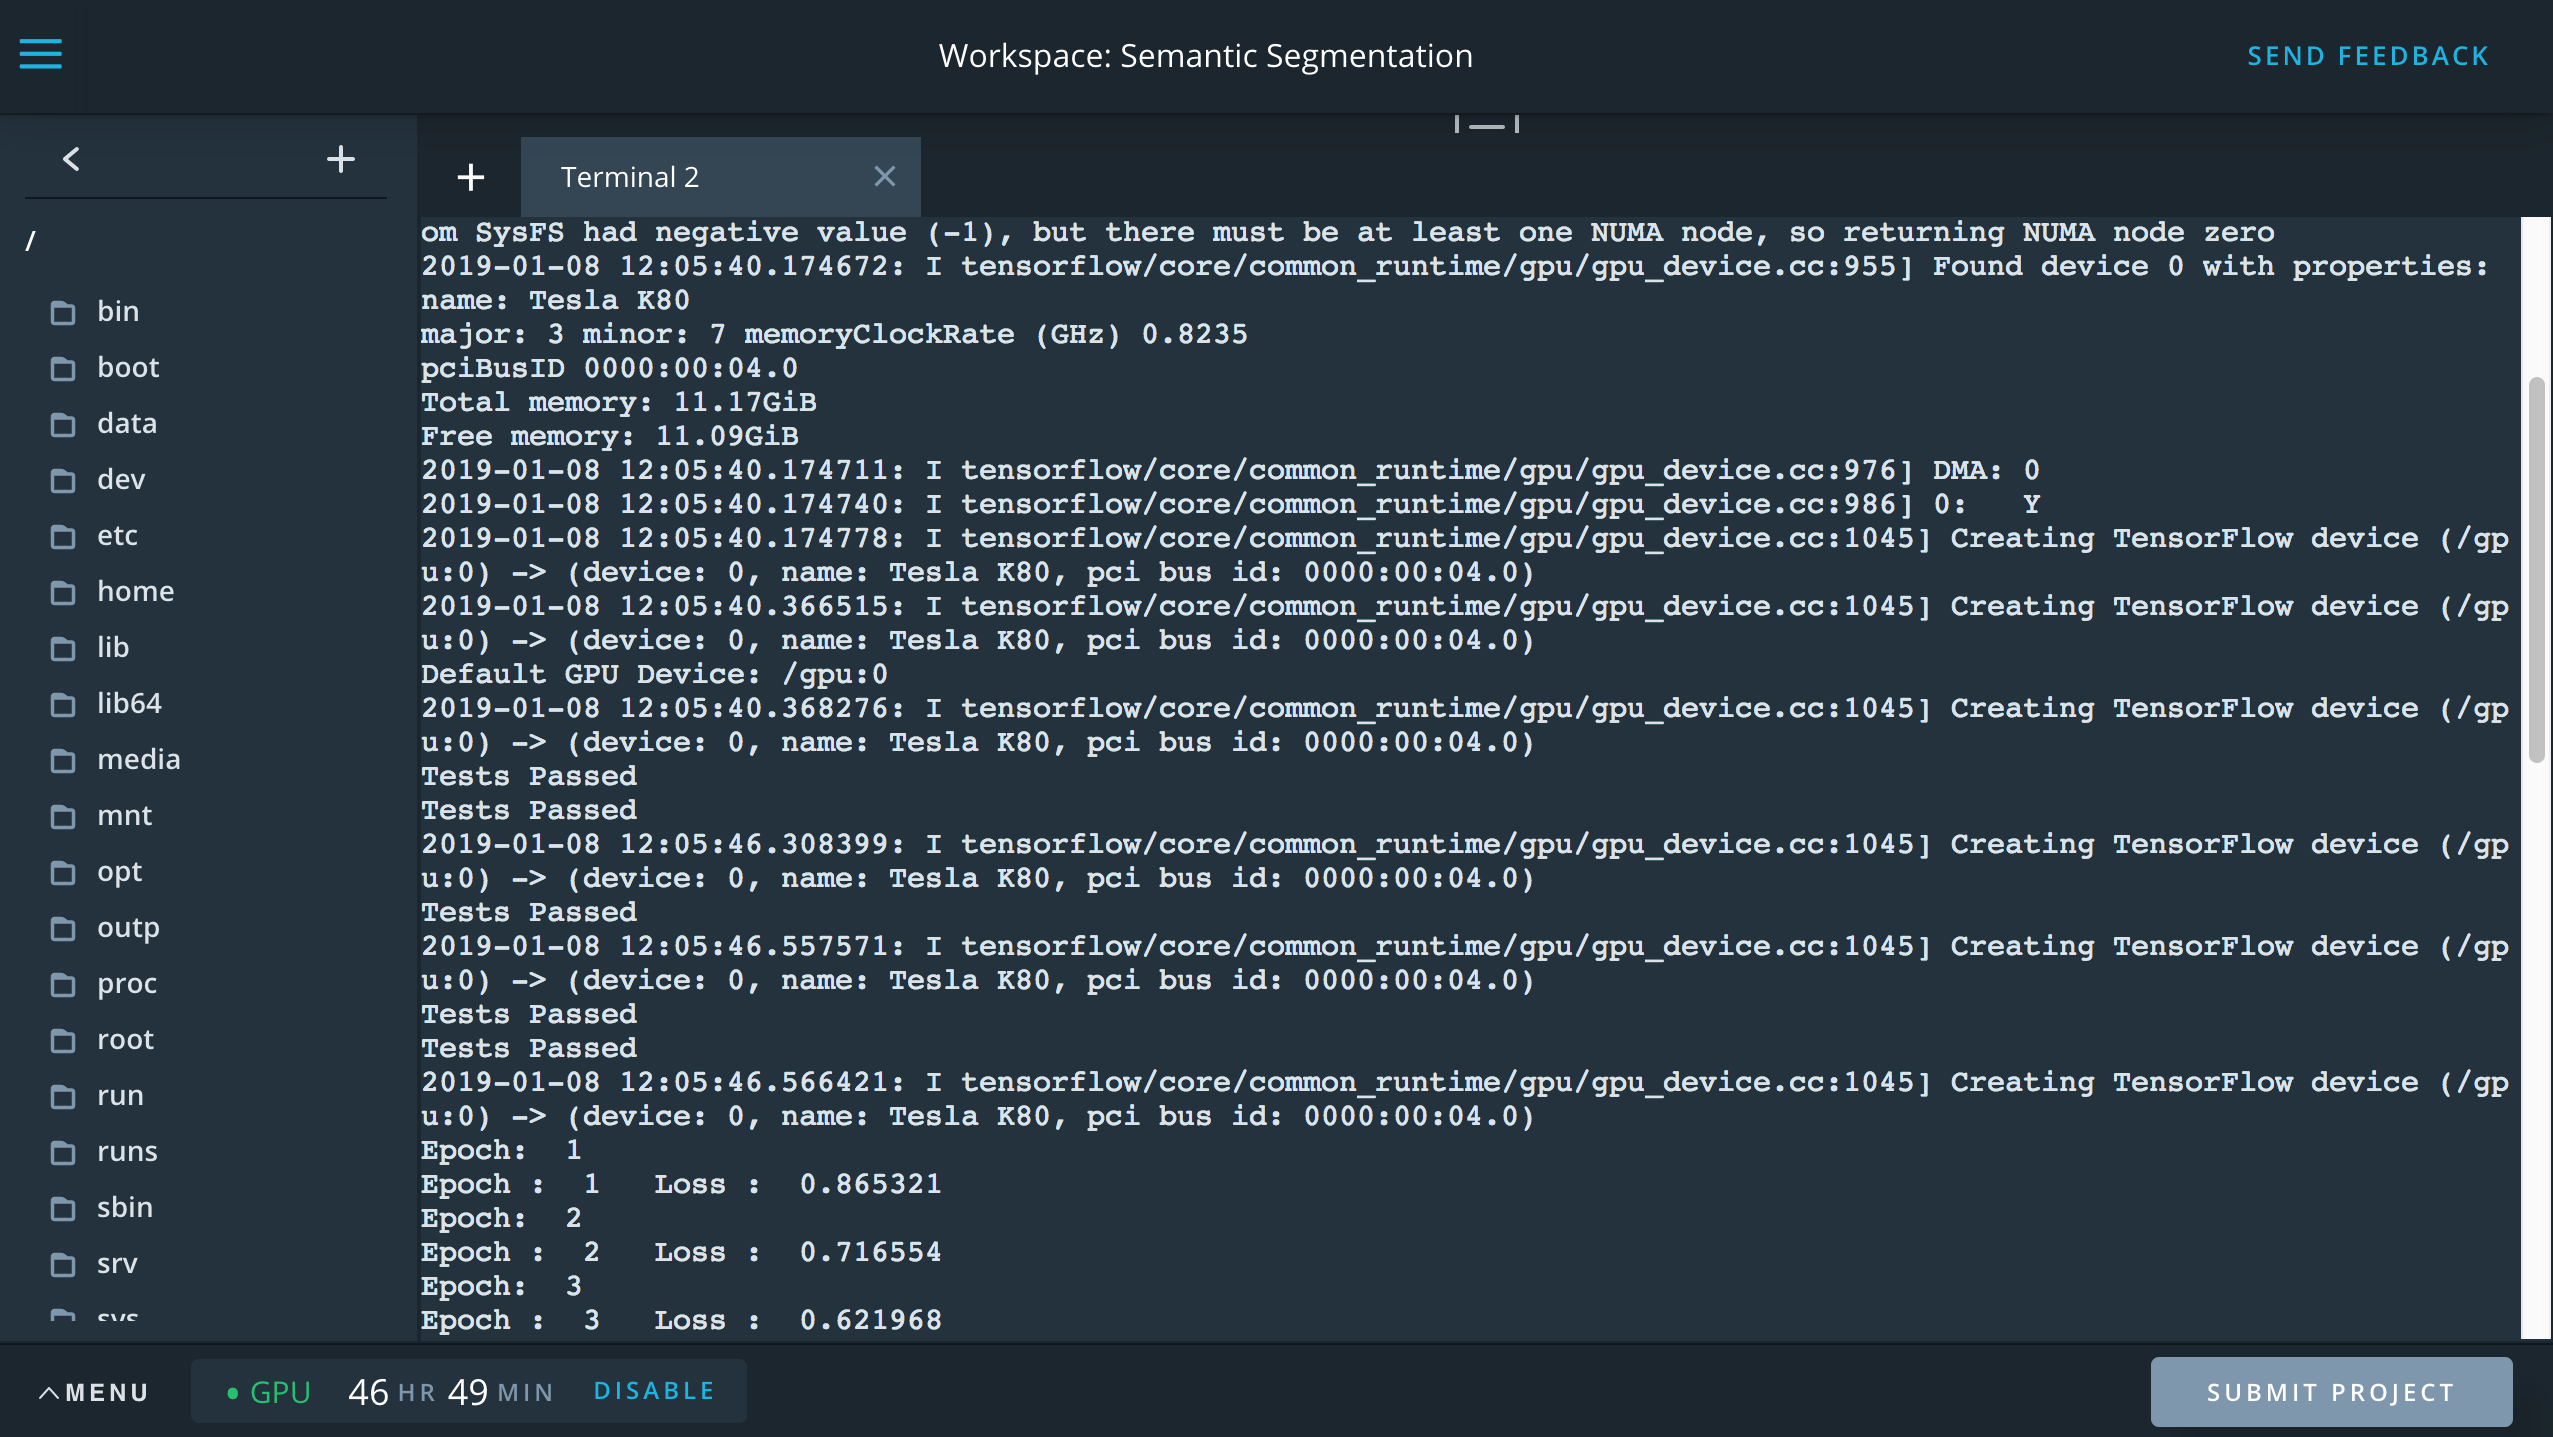 Workspace: Semantic Segmentation
SEND FEEDBACK
/
bin
boot
data
dev
etc
home
lib
lib64
media
mnt
opt
outp
proc
root
run
runs
sbin
srv
sys
Terminal 2
om SysFS had negative value (-1), but there must be at least one NUMA node, so returning NUMA node zero
2019-01-08 12:05:40.174672: I tensorflow/core/common_runtime/gpu/gpu_device.cc:955] Found device 0 with properties:
name: Tesla K80
major: 3 minor: 7 memoryClockRate (GHz) 0.8235
pciBusID 0000:00:04.0
Total memory: 11.17GiB
Free memory: 11.09GiB
2019-01-08 12:05:40.174711: I tensorflow/core/common_runtime/gpu/gpu_device.cc:976] DMA: 0
2019-01-08 12:05:40.174740: I tensorflow/core/common_runtime/gpu/gpu_device.cc:986] 0:   Y
2019-01-08 12:05:40.174778: I tensorflow/core/common_runtime/gpu/gpu_device.cc:1045] Creating TensorFlow device (/gp
u:0) -> (device: 0, name: Tesla K80, pci bus id: 0000:00:04.0)
2019-01-08 12:05:40.366515: I tensorflow/core/common_runtime/gpu/gpu_device.cc:1045] Creating TensorFlow device (/gp
u:0) -> (device: 0, name: Tesla K80, pci bus id: 0000:00:04.0)
Default GPU Device: /gpu:0
2019-01-08 12:05:40.368276: I tensorflow/core/common_runtime/gpu/gpu_device.cc:1045] Creating TensorFlow device (/gp
u:0) -> (device: 0, name: Tesla K80, pci bus id: 0000:00:04.0)
Tests Passed
Tests Passed
2019-01-08 12:05:46.308399: I tensorflow/core/common_runtime/gpu/gpu_device.cc:1045] Creating TensorFlow device (/gp
u:0) -> (device: 0, name: Tesla K80, pci bus id: 0000:00:04.0)
Tests Passed
2019-01-08 12:05:46.557571: I tensorflow/core/common_runtime/gpu/gpu_device.cc:1045] Creating TensorFlow device (/gp
u:0) -> (device: 0, name: Tesla K80, pci bus id: 0000:00:04.0)
Tests Passed
Tests Passed
2019-01-08 12:05:46.566421: I tensorflow/core/common_runtime/gpu/gpu_device.cc:1045] Creating TensorFlow device (/gp
u:0) -> (device: 0, name: Tesla K80, pci bus id: 0000:00:04.0)
Epoch:  1
Epoch :  1   Loss :  0.865321
Epoch:  2
Epoch :  2   Loss :  0.716554
Epoch:  3
Epoch :  3   Loss :  0.621968
MENU
GPU 46 HR 49 MIN DISABLE
SUBMIT PROJECT